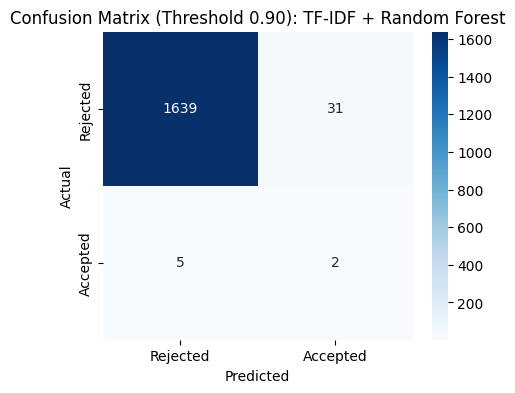 Confusion Matrix (Threshold 0.90): TF-IDF + Random Forest
Actual
Rejected
1639
31
Accepted
5
2
Rejected
Accepted
Predicted
1600
1400
1200
1000
800
600
400
200